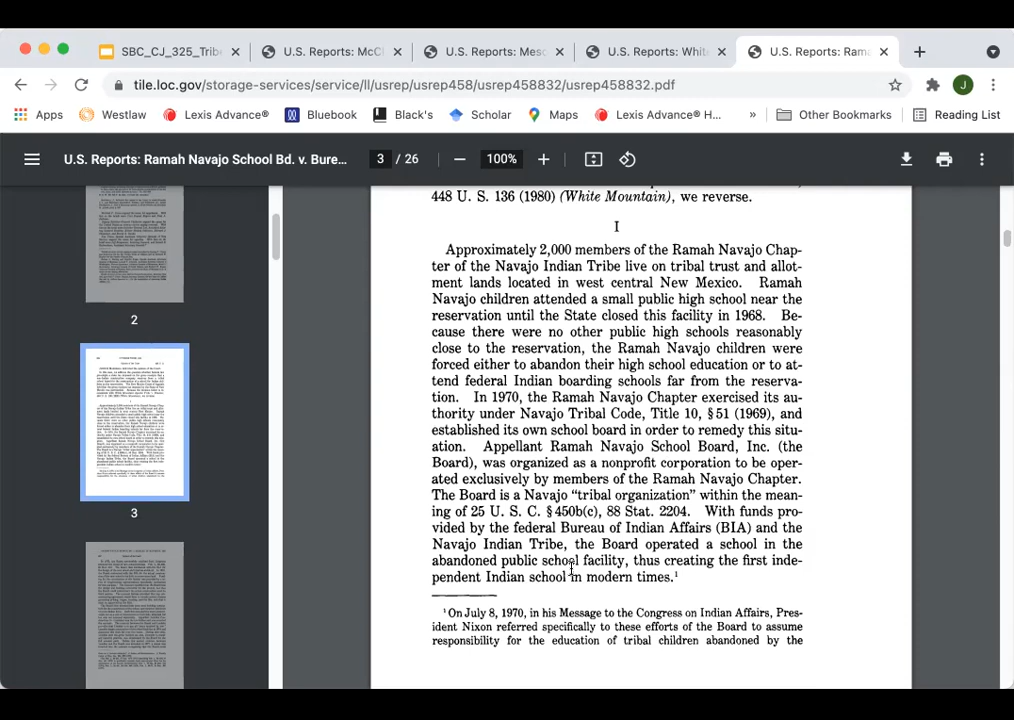 SBC_CJ_325_Trib
U.S. Reports: McC
U.S. Reports: Mesc
U.S. Reports: Whit
U.S. Reports: Ram
tile.loc.gov/storage-services/service/ll/usrep/usrep458/usrep458832/usrep458832.pdf
J
Apps
Westlaw
Lexis Advance®
Bluebook
Black's
Scholar
Maps
Lexis Advance® H...
»
Other Bookmarks
Reading List
U.S. Reports: Ramah Navajo School Bd. v. Bure...
3 / 26
100%
2
3
448 U. S. 136 (1980) (White Mountain), we reverse.
I
Approximately 2,000 members of the Ramah Navajo Chap-
ter of the Navajo Indian Tribe live on tribal trust and allot-
ment lands located in west central New Mexico. Ramah
Navajo children attended a small public high school near the
reservation until the State closed this facility in 1968. Be-
cause there were no other public high schools reasonably
close to the reservation, the Ramah Navajo children were
forced either to abandon their high school education or to at-
tend federal Indian boarding schools far from the reserva-
tion. In 1970, the Ramah Navajo Chapter exercised its au-
thority under Navajo Tribal Code, Title 10, § 51 (1969), and
established its own school board in order to remedy this situ-
ation. Appellant Ramah Navajo School Board, Inc. (the
Board), was organized as a nonprofit corporation to be oper-
ated exclusively by members of the Ramah Navajo Chapter.
The Board is a Navajo “tribal organization” within the mean-
ing of 25 U. S. C. § 450b(c), 88 Stat. 2204. With funds pro-
vided by the federal Bureau of Indian Affairs (BIA) and the
Navajo Indian Tribe, the Board operated a school in the
abandoned public school facility, thus creating the first inde-
pendent Indian school in modern times.¹
¹ On July 8, 1970, in his Message to the Congress on Indian Affairs, Pres-
ident Nixon referred specifically to these efforts of the Board to assume
responsibility for the education of tribal children abandoned by the